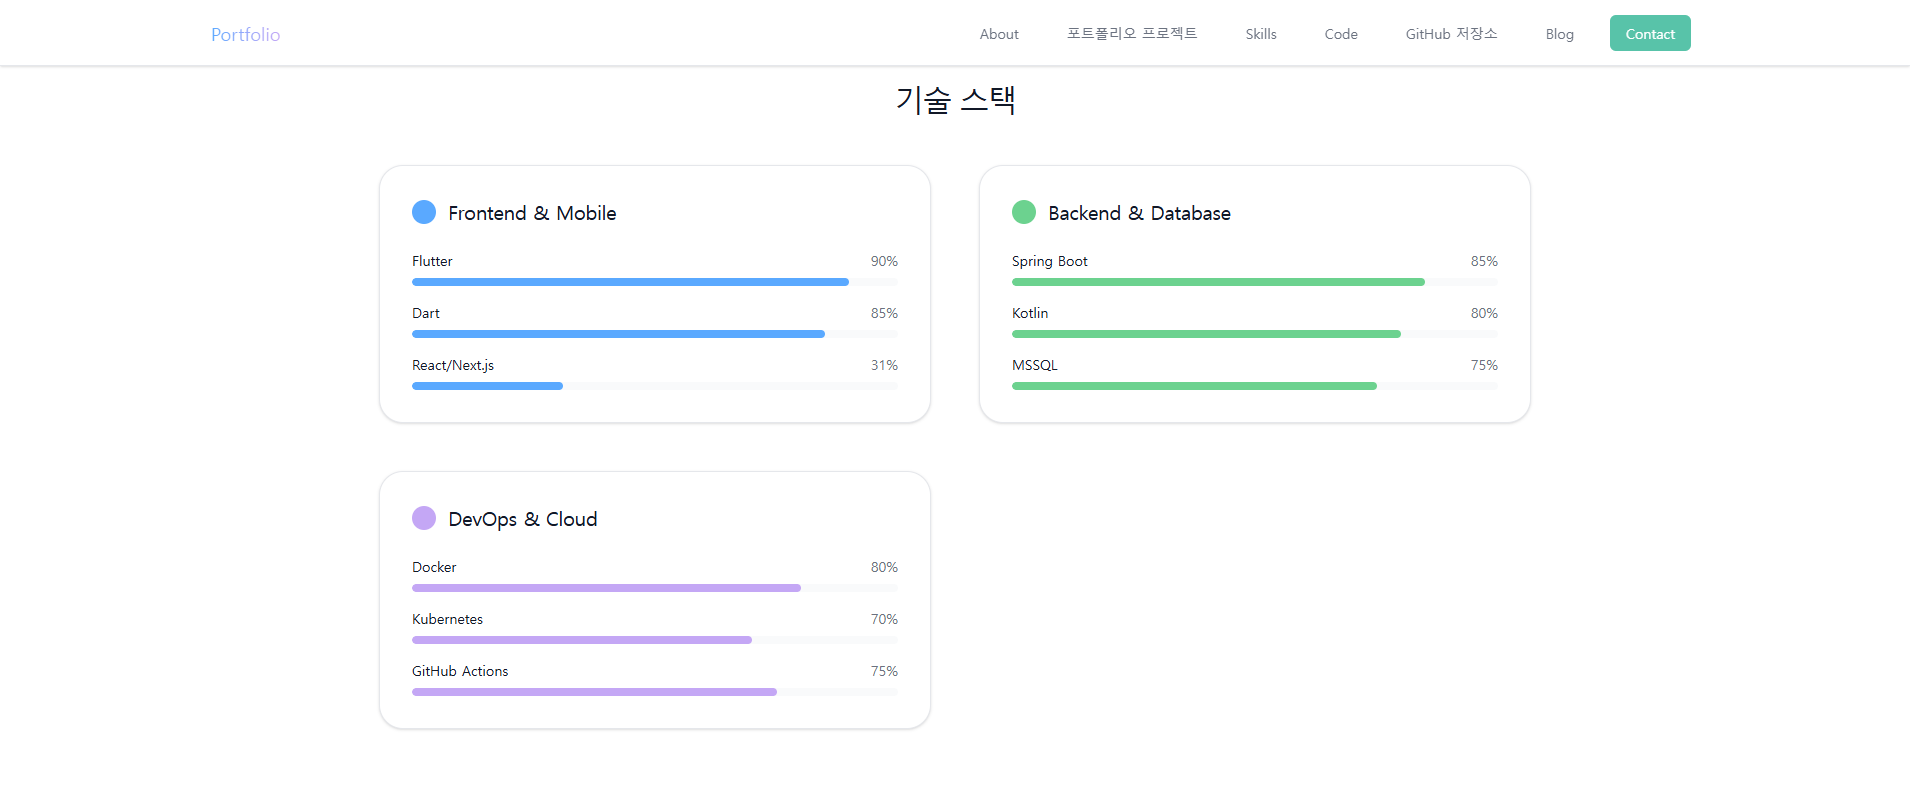 Portfolio
About 포트폴리오 프로젝트 Skills Code GitHub 저장소 Blog Contact
기술 스택
Frontend & Mobile
Flutter 90%
Dart 85%
React/Next.js 31%
Backend & Database
Spring Boot 85%
Kotlin 80%
MSSQL 75%
DevOps & Cloud
Docker 80%
Kubernetes 70%
GitHub Actions 75%